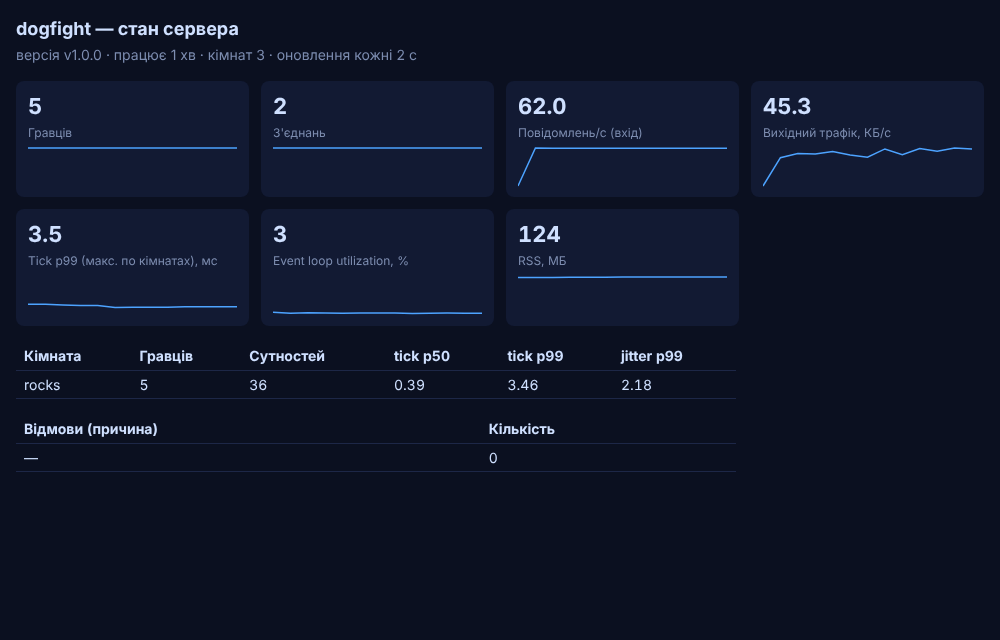 dogfight — стан сервера
версія v1.0.0 · працює 1 хв · кімнат 3 · оновлення кожні 2 с
5
Гравців
2
З'єднань
62.0
Повідомлень/с (вхід)
45.3
Вихідний трафік, КБ/с
3.5
Tick p99 (макс. по кімнатах), мс
3
Event loop utilization, %
124
RSS, МБ
Кімната Гравців Сутностей tick p50 tick p99 jitter p99
rocks 5 36 0.39 3.46 2.18
Відмови (причина) Кількість
— 0